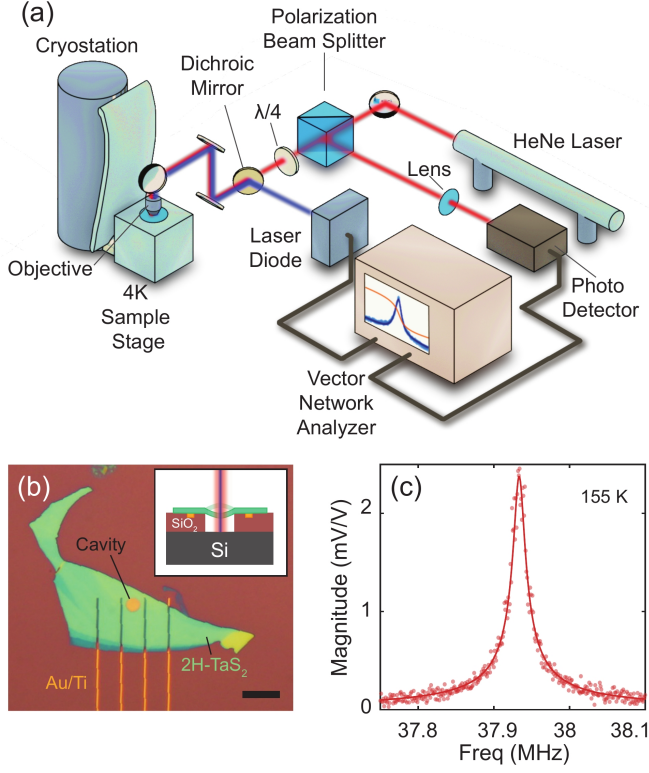 (a)
Cryostation
Polarization
Beam Splitter
Dichroic
Mirror
λ/4
HeNe Laser
Lens
Laser
Diode
Objective
4K
Sample
Stage
Photo
Detector
Vector
Network
Analyzer
(b)
SiO₂
Si
Cavity
2H-TaS₂
Au/Ti
(c)
155 K
Magnitude (mV/V)
2
1
0
37.8
37.9
38
38.1
Freq (MHz)